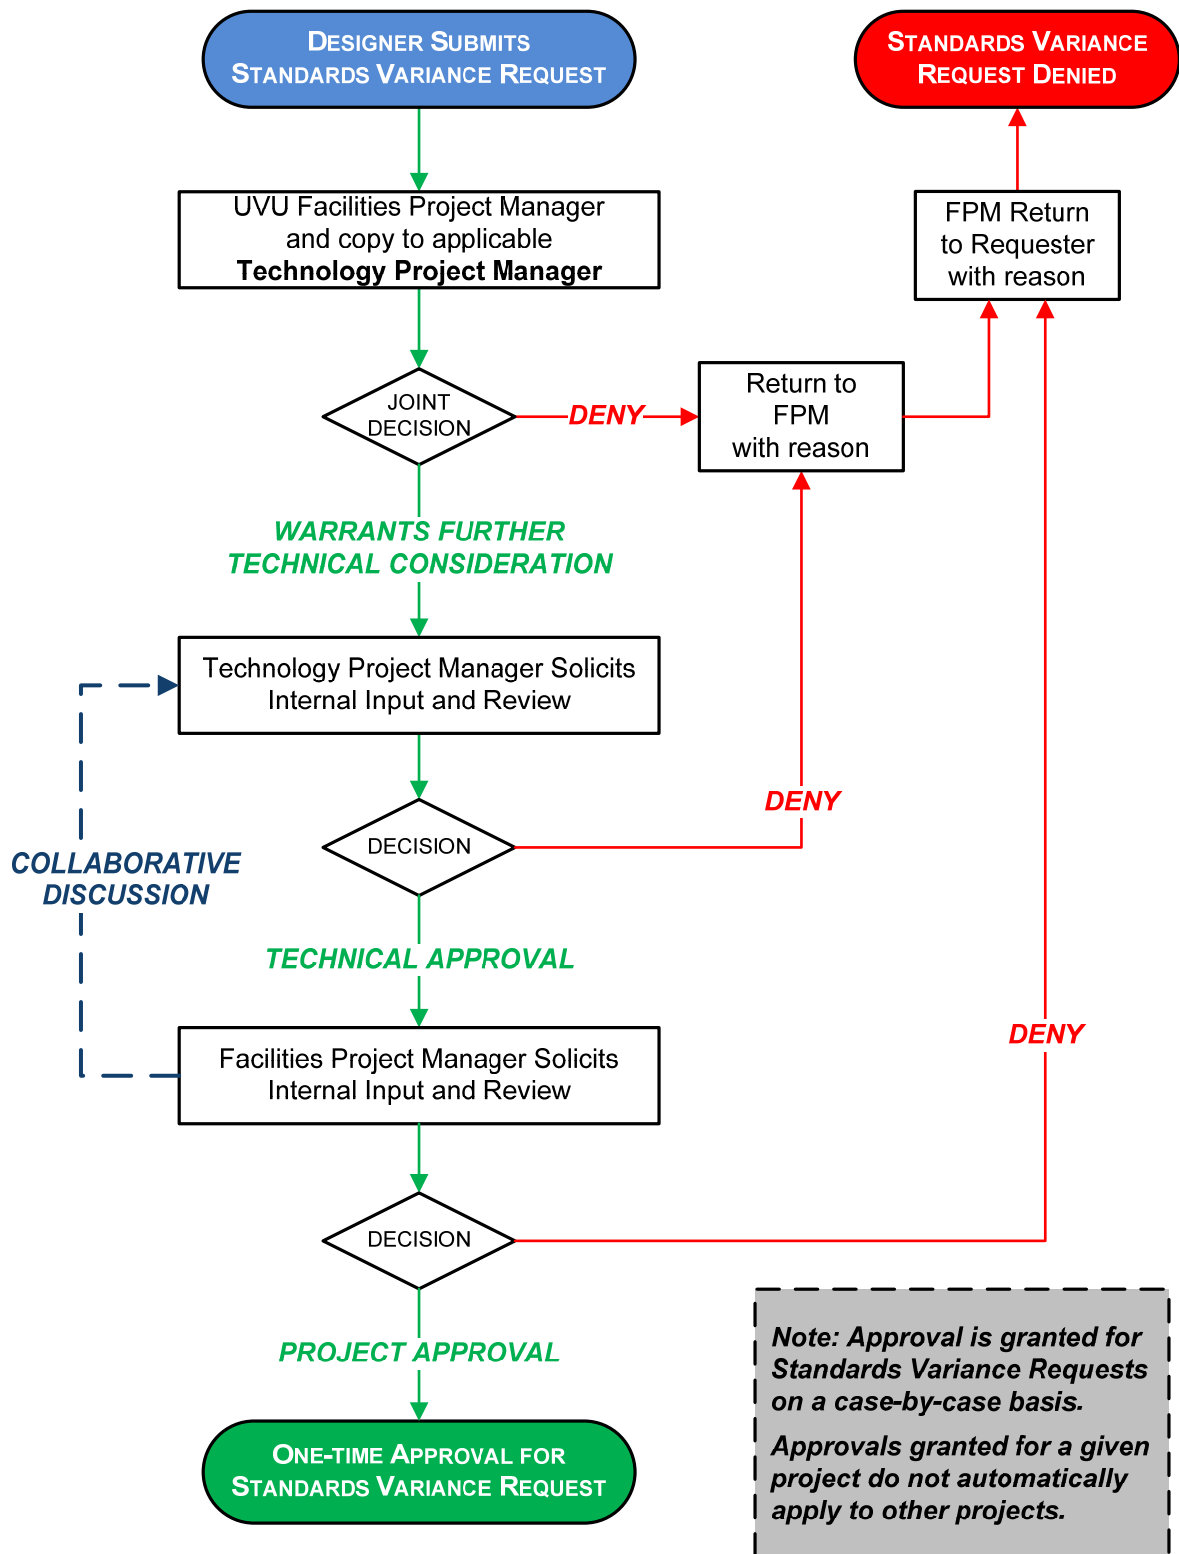 DESIGNER SUBMITS
STANDARDS VARIANCE REQUEST
STANDARDS VARIANCE
REQUEST DENIED
UVU Facilities Project Manager
and copy to applicable
Technology Project Manager
FPM Return
to Requester
with reason
JOINT
DECISION
DENY
Return to
FPM
with reason
WARRANTS FURTHER
TECHNICAL CONSIDERATION
Technology Project Manager Solicits
Internal Input and Review
DENY
DECISION
COLLABORATIVE
DISCUSSION
TECHNICAL APPROVAL
DENY
Facilities Project Manager Solicits
Internal Input and Review
DECISION
PROJECT APPROVAL
ONE-TIME APPROVAL FOR
STANDARDS VARIANCE REQUEST
Note: Approval is granted for
Standards Variance Requests
on a case-by-case basis.
Approvals granted for a given
project do not automatically
apply to other projects.